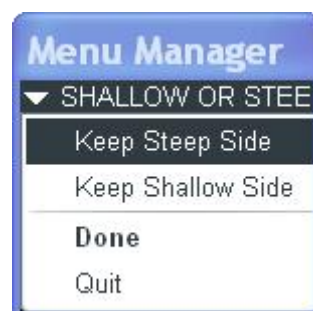 Menu Manager
SHALLOW OR STEE
Keep Steep Side
Keep Shallow Side
Done
Quit